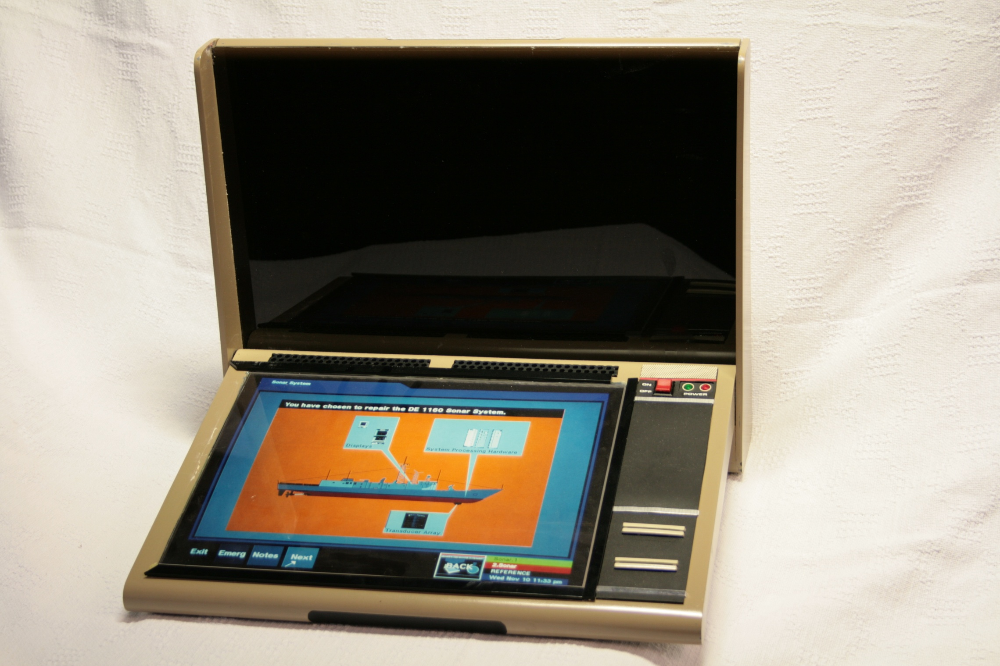 ON
OFF
POWER
Sonar System
You have chosen to repair the DE 1160 Sonar System.
Displays
System Processing Hardware
Transducer Array
Exit
Emerg
Notes
Next
BACK
Sonar.1
2.Sonar
REFERENCE
Wed Nov 10 11:33 pm